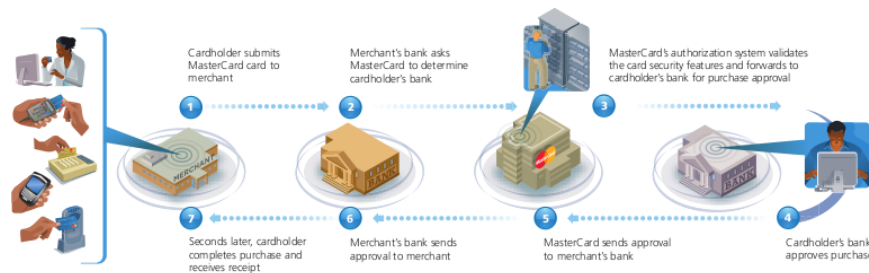 Cardholder submits
MasterCard card to
merchant
Merchant's bank asks
MasterCard to determine
cardholder's bank
MasterCard's authorization system validates
the card security features and forwards to
cardholder's bank for purchase approval
1
2
3
MERCHANT
BANK
MasterCard
BANK
7
6
5
4
Seconds later, cardholder
completes purchase and
receives receipt
Merchant's bank sends
approval to merchant
MasterCard sends approval
to merchant's bank
Cardholder's bank
approves purchase